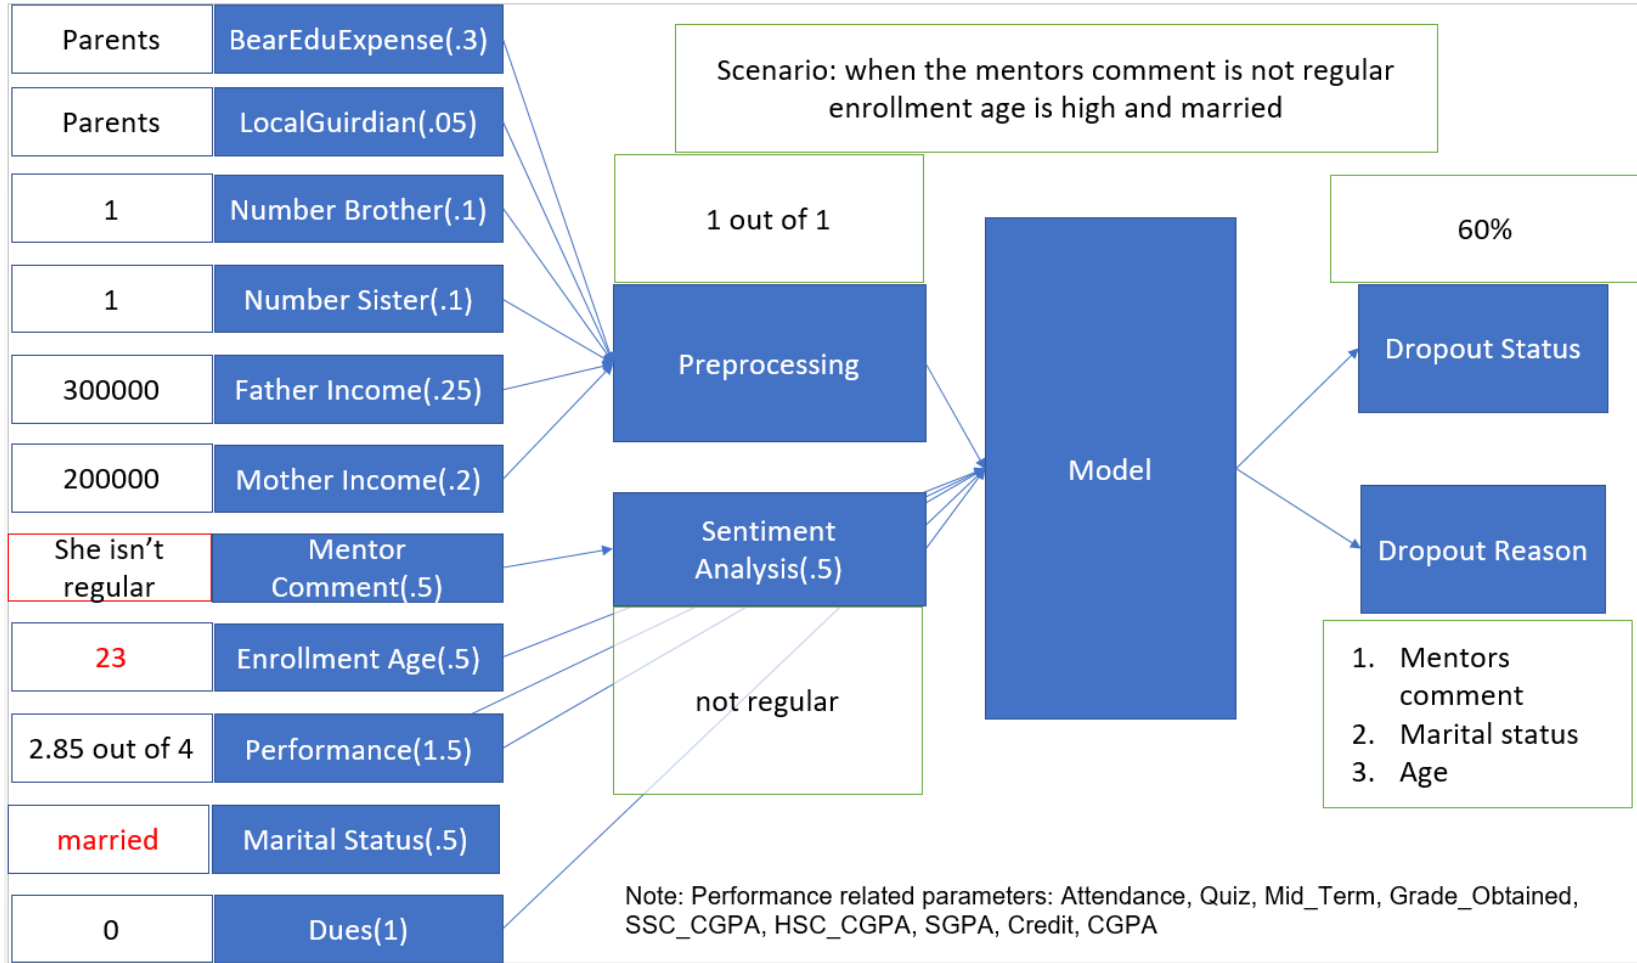 Parents
BearEduExpense(.3)
Parents
LocalGuirdian(.05)
1
Number Brother(.1)
1
Number Sister(.1)
300000
Father Income(.25)
200000
Mother Income(.2)
She isn't
regular
Mentor
Comment(.5)
23
Enrollment Age(.5)
2.85 out of 4
Performance(1.5)
married
Marital Status(.5)
0
Dues(1)
Scenario: when the mentors comment is not regular
enrollment age is high and married
1 out of 1
Preprocessing
Sentiment
Analysis(.5)
not regular
Model
60%
Dropout Status
Dropout Reason
1. Mentors
comment
2. Marital status
3. Age
Note: Performance related parameters: Attendance, Quiz, Mid_Term, Grade_Obtained,
SSC_CGPA, HSC_CGPA, SGPA, Credit, CGPA